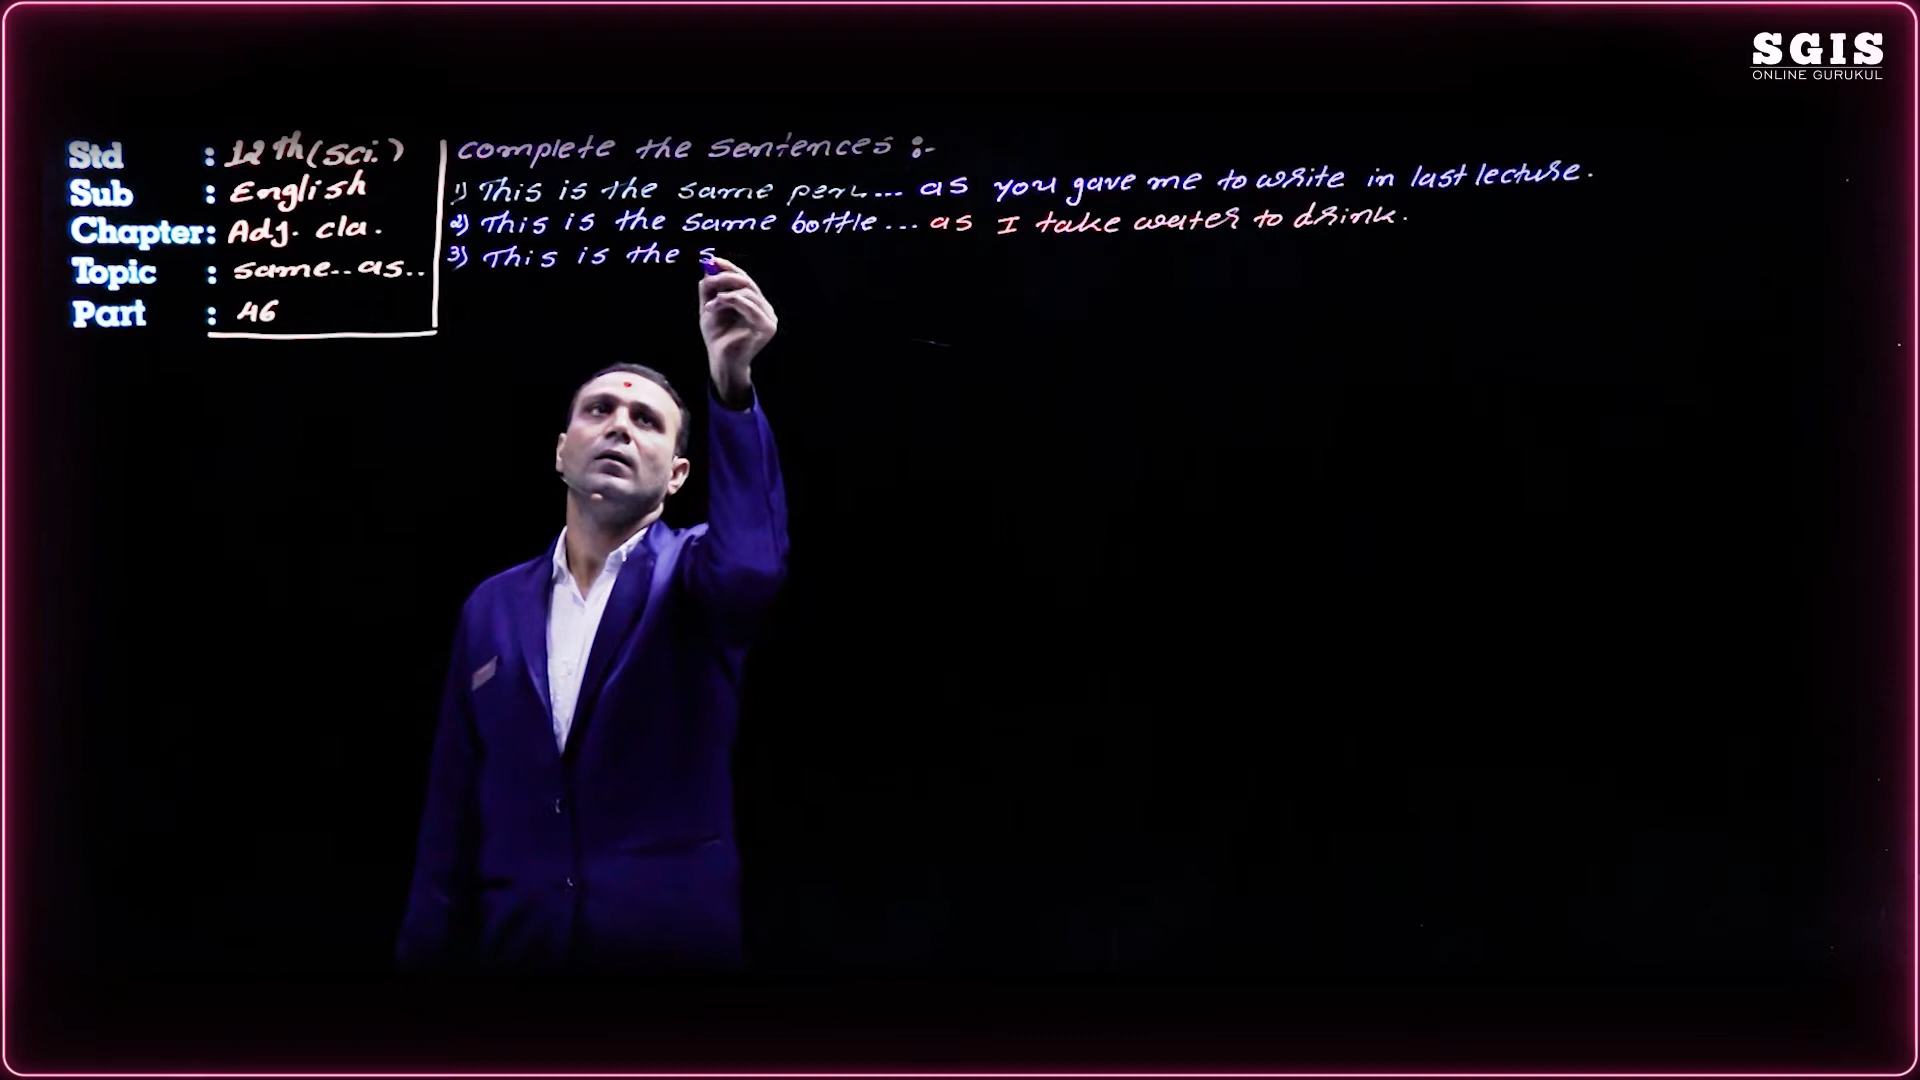 SGIS
ONLINE GURUKUL
Std : 12th (Sci.)
Sub : English
Chapter : Adj. cla.
Topic : same..as..
Part : 46
complete the sentences :-
1) This is the same pen... as you gave me to write in last lecture.
2) This is the same bottle... as I take water to drink.
3) This is the s